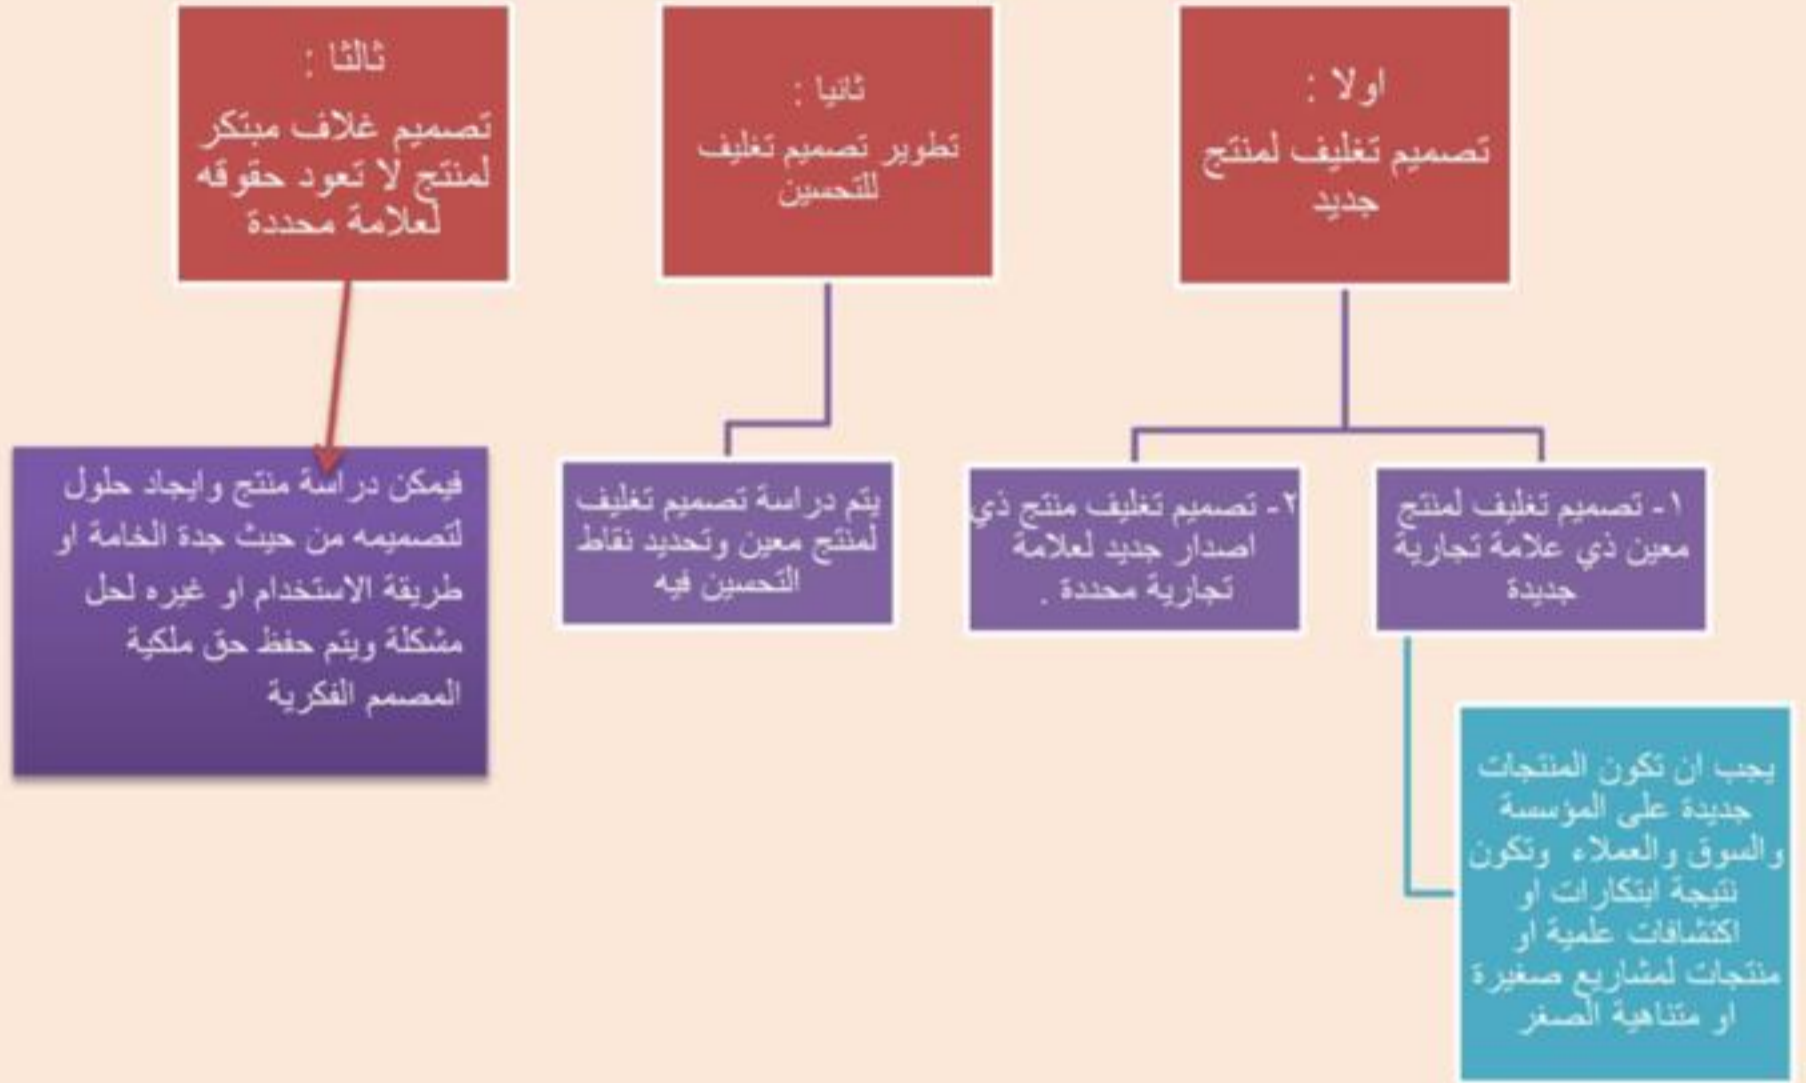 اولا :
تصميم تغليف لمنتج
جديد
ثانيا :
تطوير تصميم تغليف
للتحسين
ثالثا :
تصميم غلاف مبتكر
لمنتج لا تعود حقوقه
لعلامة محددة
١- تصميم تغليف لمنتج
معين ذي علامة تجارية
جديدة
٢- تصميم تغليف منتج ذي
اصدار جديد لعلامة
تجارية محددة .
يتم دراسة تصميم تغليف
لمنتج معين وتحديد نقاط
التحسين فيه
فيمكن دراسة منتج وايجاد حلول
لتصميمه من حيث جدة الخامة او
طريقة الاستخدام او غيره لحل
مشكلة ويتم حفظ حق ملكية
المصمم الفكرية
يجب ان تكون المنتجات
جديدة على المؤسسة
والسوق والعملاء وتكون
نتيجة ابتكارات او
اكتشافات علمية او
منتجات لمشاريع صغيرة
او متناهية الصغر